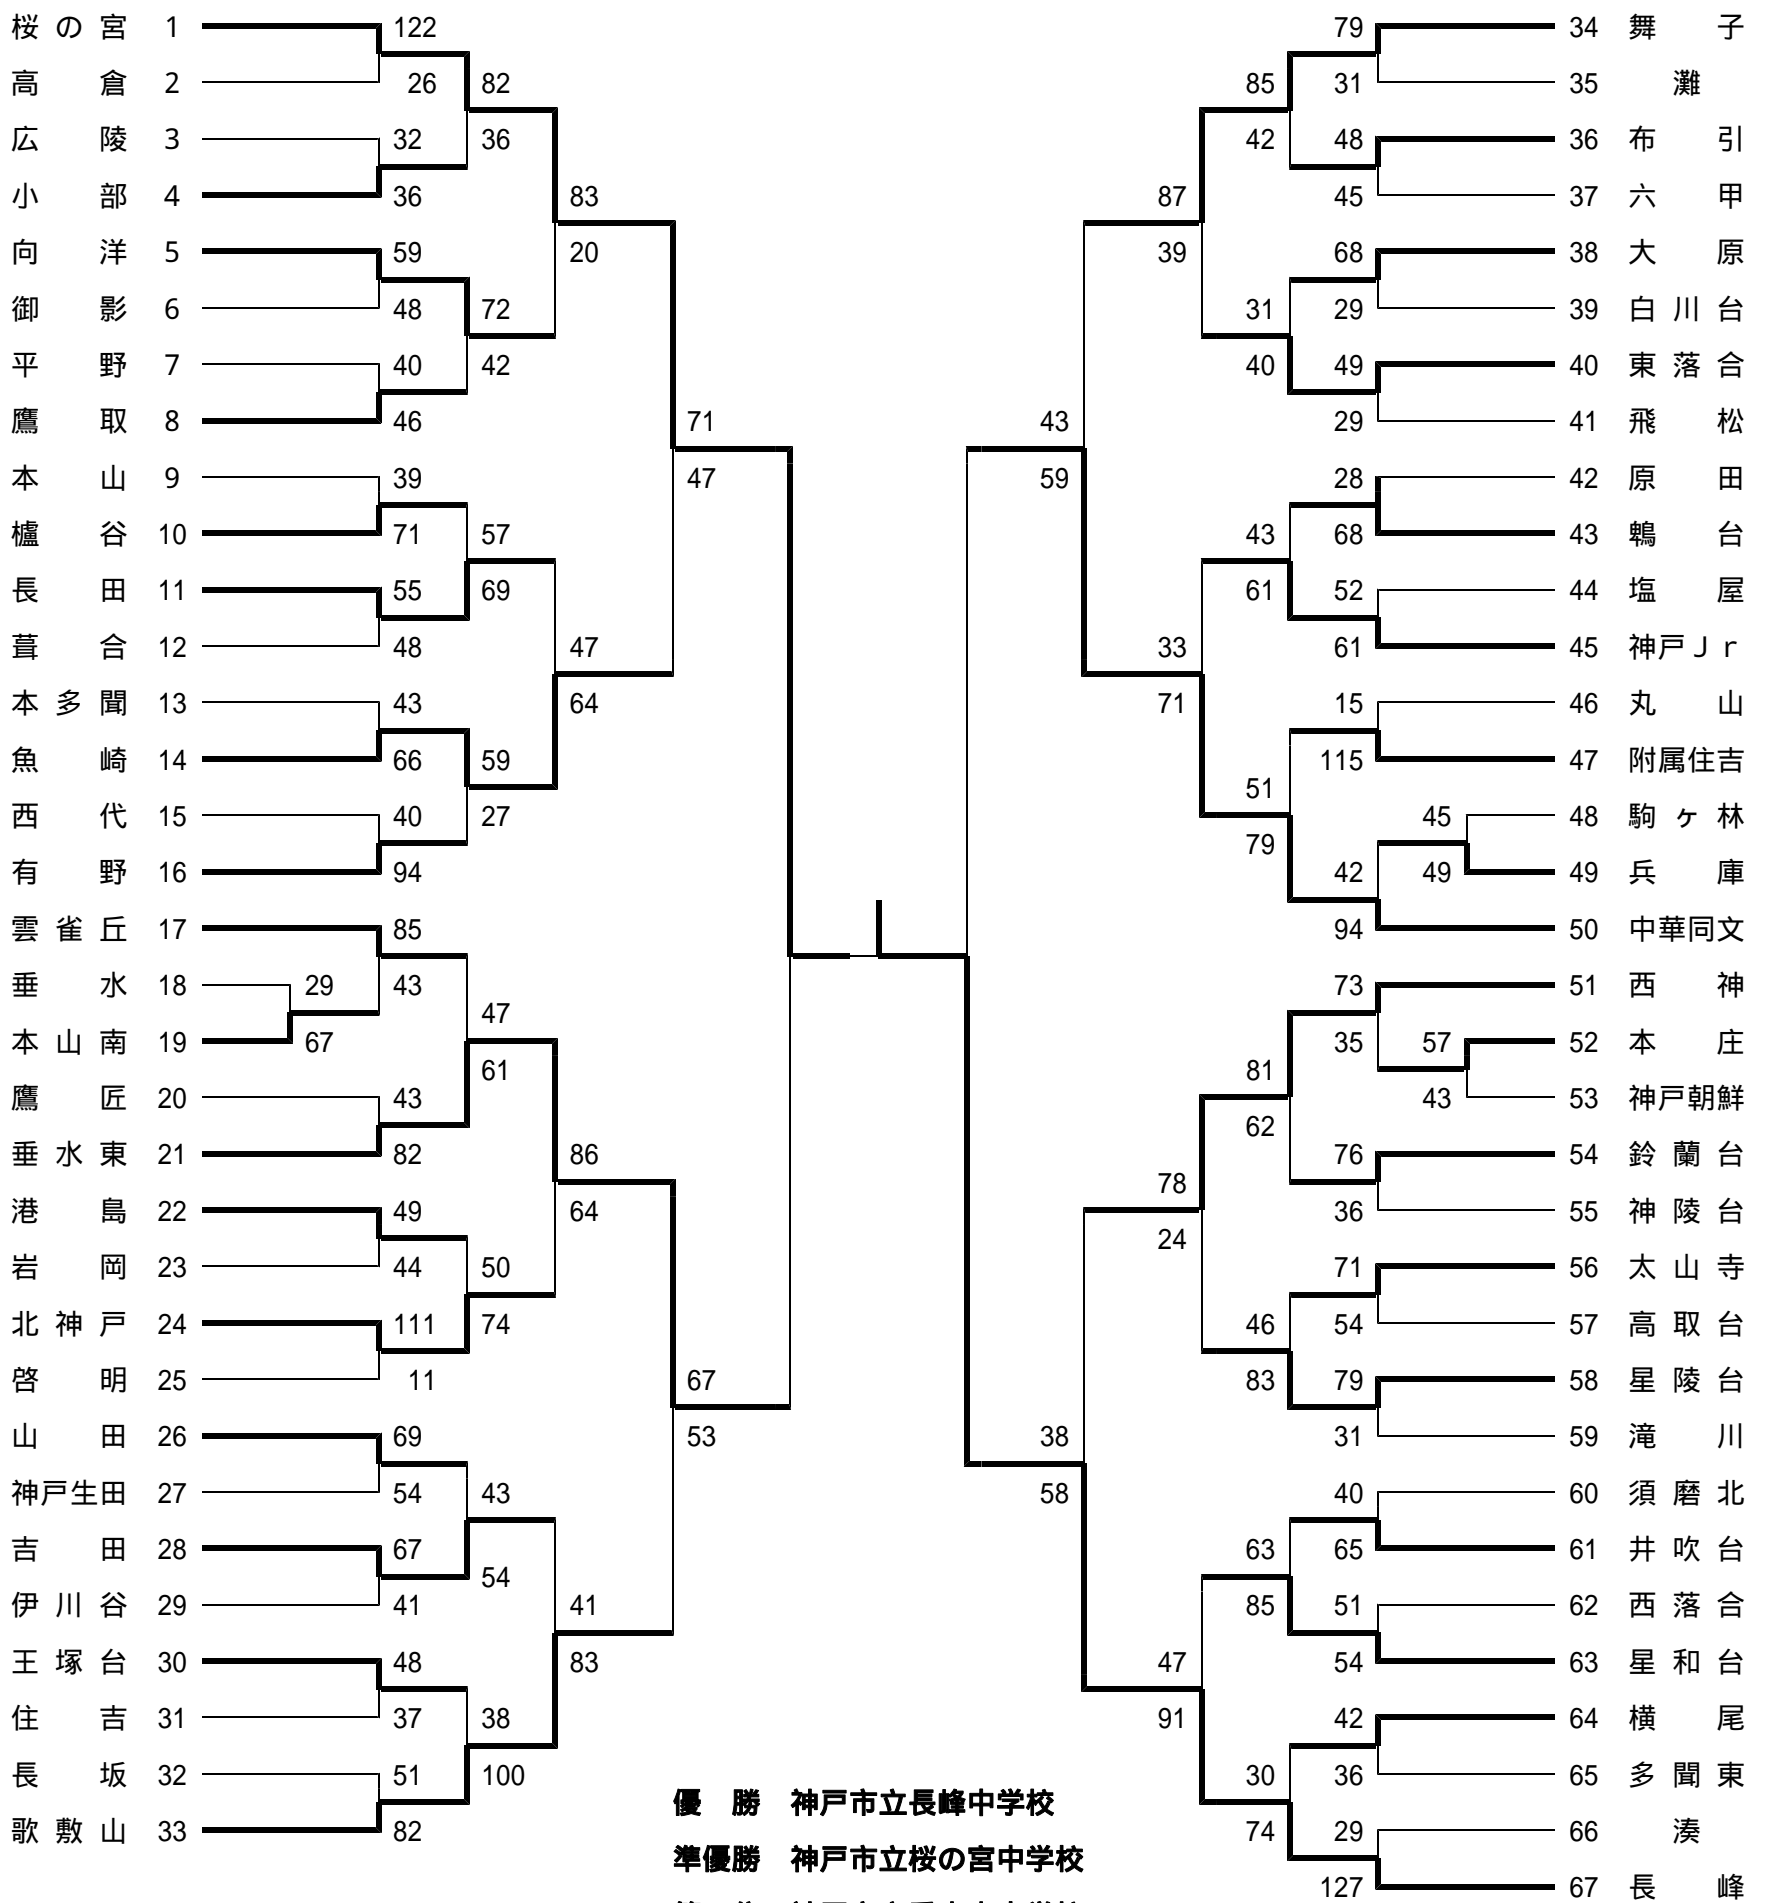 桜の宮 1 122 79 34 舞子
高倉 2 26 82 85 31 35 灘
広陵 3 32 36 42 48 36 布引
小部 4 36 83 87 45 37 六甲
向洋 5 59 20 39 68 38 大原
御影 6 48 72 31 29 39 白川台
平野 7 40 42 40 49 40 東落合
鷹取 8 46 71 43 29 41 飛松
本山 9 39 47 59 28 42 原田
櫨谷 10 71 57 43 68 43 鵯台
長田 11 55 69 61 52 44 塩屋
葺合 12 48 47 33 61 45 神戸Jr
本多聞 13 43 64 71 15 46 丸山
魚崎 14 66 59 51 115 47 附属住吉
西代 15 40 27 79 45 48 駒ヶ林
有野 16 94 42 49 49 兵庫
雲雀丘 17 85 94 50 中華同文
垂水 18 29 43 47 73 51 西神
本山南 19 67 61 81 35 57 52 本庄
鷹匠 20 43 62 43 53 神戸朝鮮
垂水東 21 82 86 78 76 54 鈴蘭台
港島 22 49 64 24 36 55 神陵台
岩岡 23 44 50 71 56 太山寺
北神戸 24 111 74 46 54 57 高取台
啓明 25 11 67 83 79 58 星陵台
山田 26 69 53 38 31 59 滝川
神戸生田 27 54 43 58 40 60 須磨北
吉田 28 67 54 63 65 61 井吹台
伊川谷 29 41 41 85 51 62 西落合
王塚台 30 48 83 47 54 63 星和台
住吉 31 37 38 91 42 64 横尾
長坂 32 51 100 30 36 65 多聞東
優勝 神戸市立長峰中学校
歌敷山 33 82 74 29 66 湊
準優勝 神戸市立桜の宮中学校
127 67 長峰